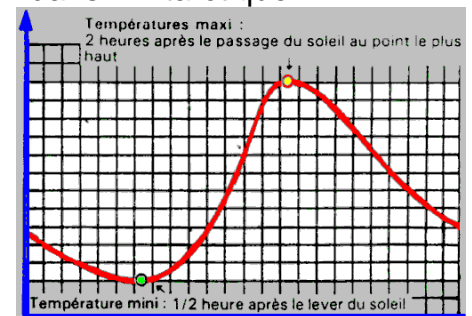 Températures maxi :
2 heures après le passage du soleil au point le plus
haut
Température mini : 1/2 heure après le lever du soleil